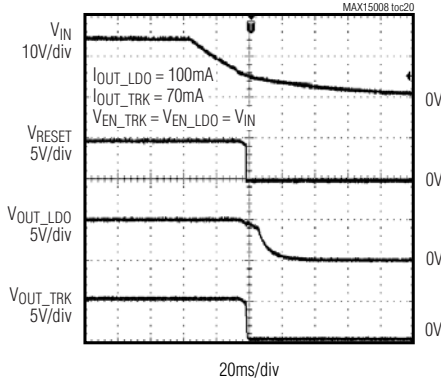 MAX15008 toc20
VIN
10V/div
IOUT_LDO = 100mA
IOUT_TRK = 70mA
VEN_TRK = VEN_LDO = VIN
0V
VRESET
5V/div
0V
VOUT_LDO
5V/div
0V
VOUT_TRK
5V/div
0V
20ms/div